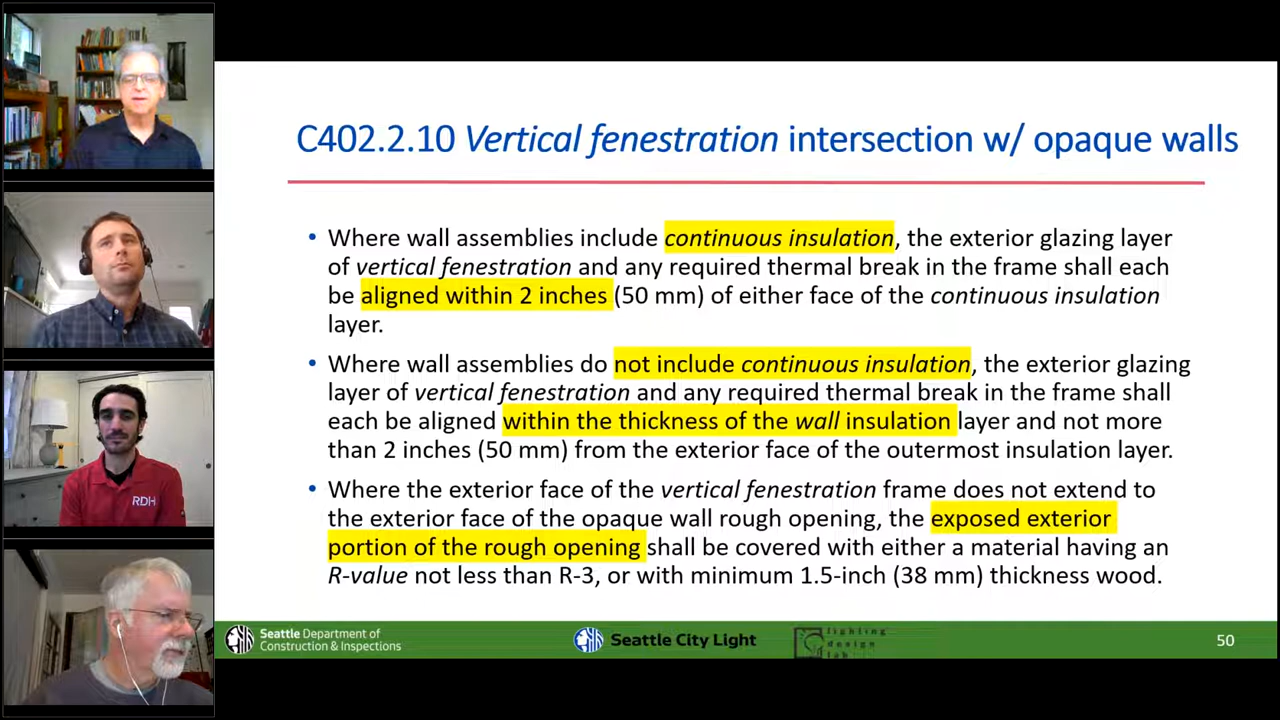 C402.2.10 Vertical fenestration intersection w/ opaque walls
• Where wall assemblies include continuous insulation, the exterior glazing layer
of vertical fenestration and any required thermal break in the frame shall each
be aligned within 2 inches (50 mm) of either face of the continuous insulation
layer.
• Where wall assemblies do not include continuous insulation, the exterior glazing
layer of vertical fenestration and any required thermal break in the frame shall
each be aligned within the thickness of the wall insulation layer and not more
than 2 inches (50 mm) from the exterior face of the outermost insulation layer.
• Where the exterior face of the vertical fenestration frame does not extend to
the exterior face of the opaque wall rough opening, the exposed exterior
portion of the rough opening shall be covered with either a material having an
R-value not less than R-3, or with minimum 1.5-inch (38 mm) thickness wood.
RDH
Seattle Department of
Construction & Inspections
Seattle City Light
lighting
design
lab
50